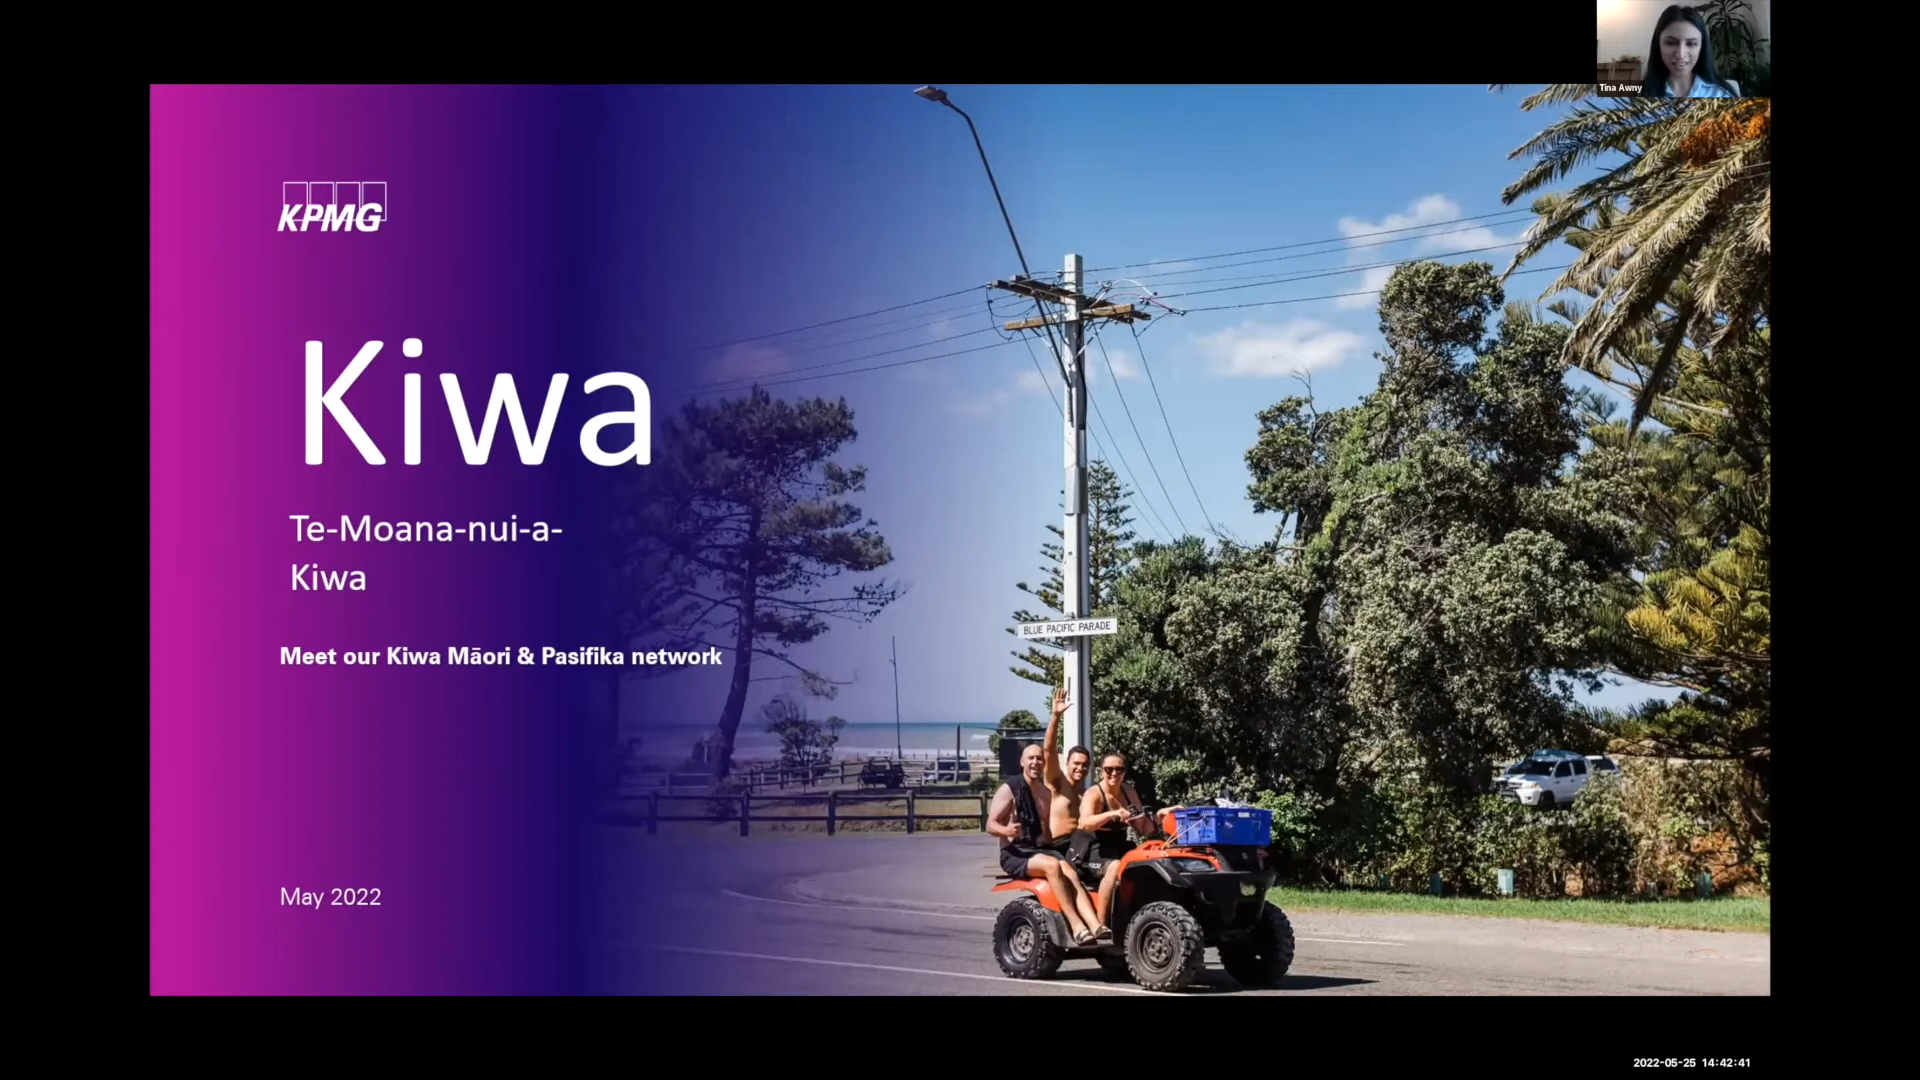 Tina Awny
KPMG
Kiwa
Te-Moana-nui-a-
Kiwa
BLUE PACIFIC PARADE
Meet our Kiwa Māori & Pasifika network
May 2022
2022-05-25 14:42:41